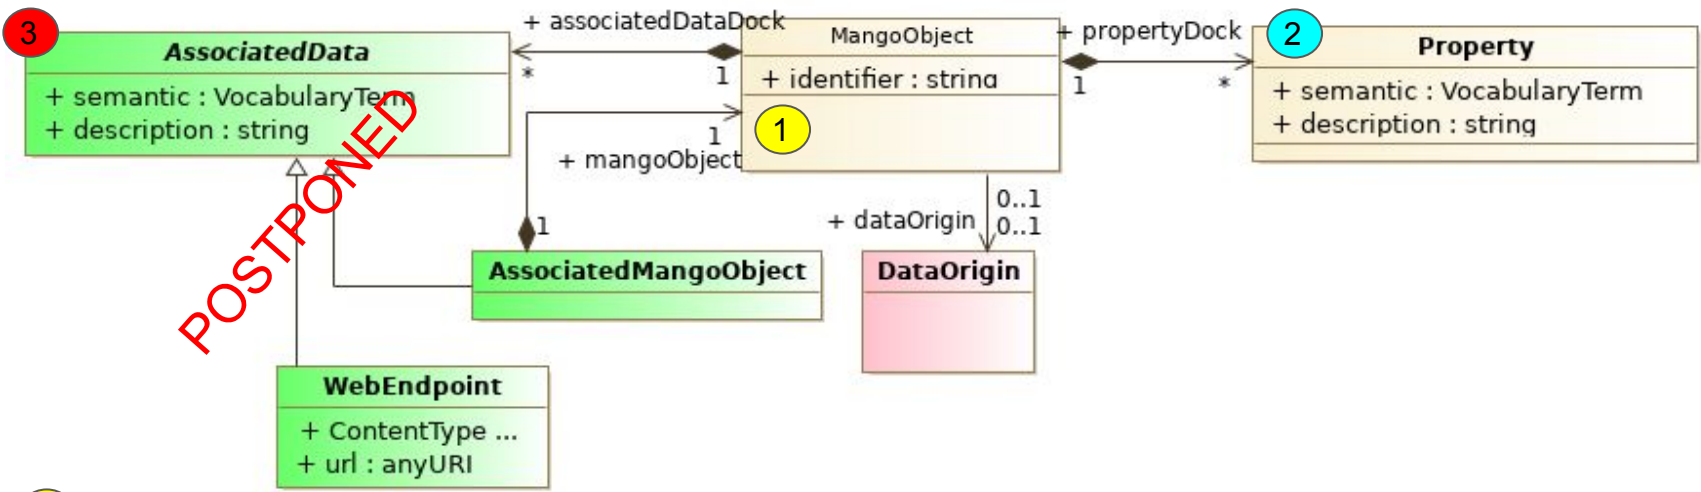 3
AssociatedData
+ semantic : VocabularyTerm
+ description : string
+ associatedDataDock
*
1
MangoObject
+ identifier : string
1
+ propertyDock
1
*
2
Property
+ semantic : VocabularyTerm
+ description : string
1
+ mangoObject
1
POSTPONED
AssociatedMangoObject
0..1
+ dataOrigin
0..1
DataOrigin
WebEndpoint
+ ContentType ...
+ url : anyURI